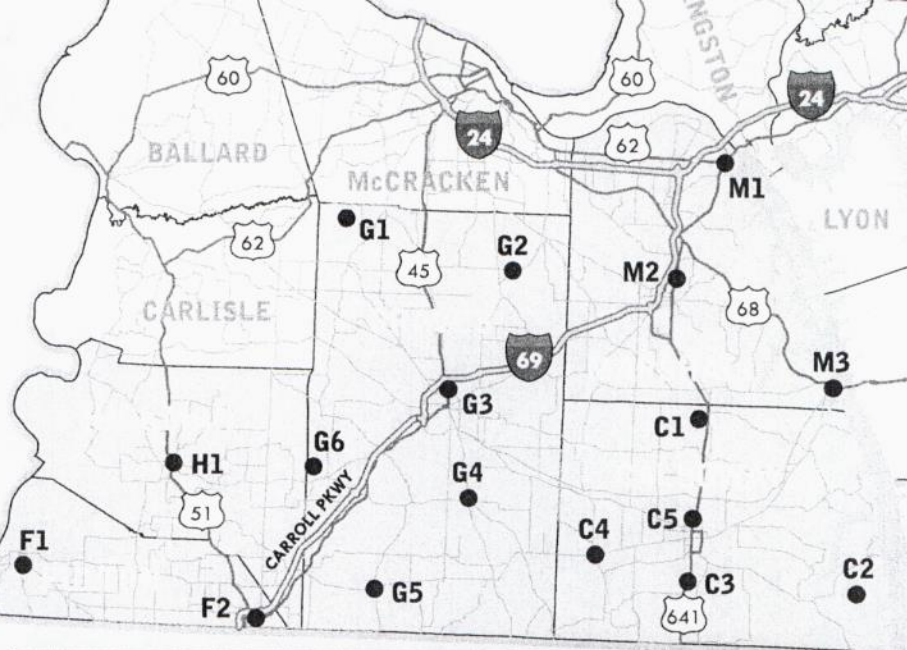 NGSTON
60
60
24
24
62
BALLARD
McCRACKEN
M1
LYON
G1
62
G2
45
M2
CARLISLE
68
69
M3
G3
C1
G6
H1
G4
CARROLL PKWY
51
C5
C4
F1
G5
C3
C2
F2
641